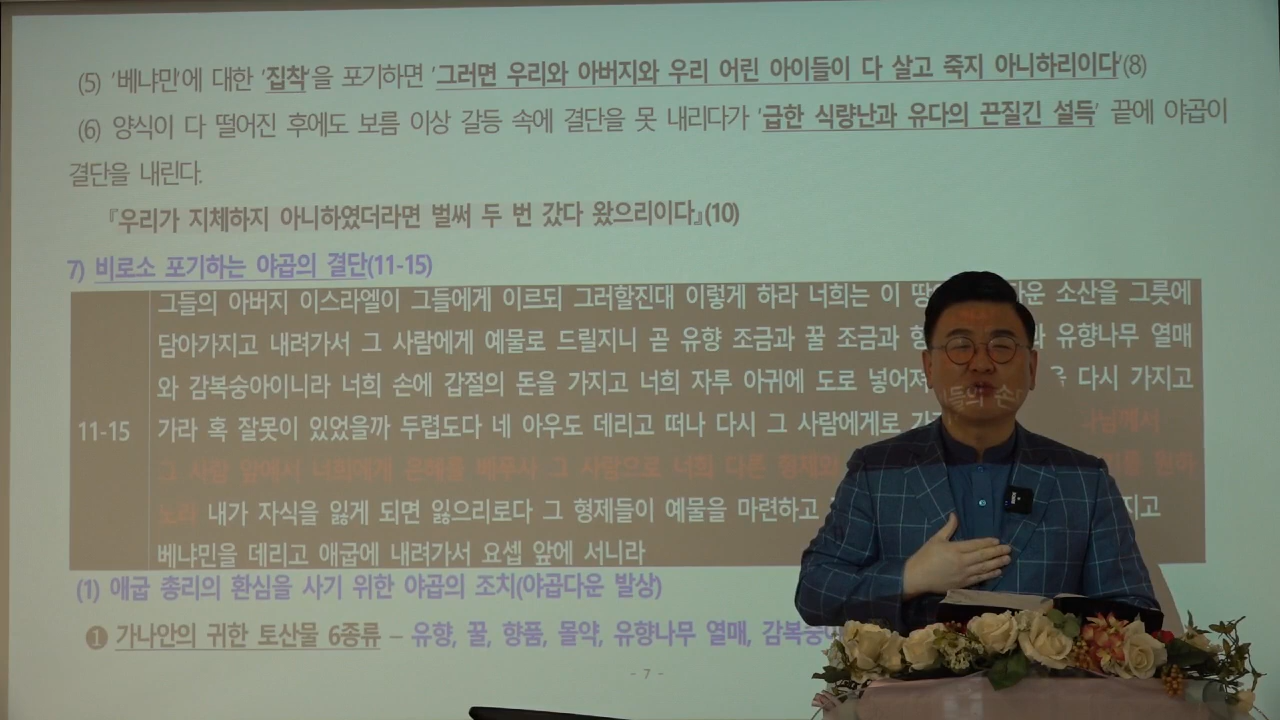 (5) '베냐민'에 대한 '집착'을 포기하면 '그러면 우리와 아버지와 우리 어린 아이들이 다 살고 죽지 아니하리이다'(8)
(6) 양식이 다 떨어진 후에도 보름 이상 갈등 속에 결단을 못 내리다가 '급한 식량난과 유다의 끈질긴 설득' 끝에 야곱이
결단을 내린다.
『우리가 지체하지 아니하였더라면 벌써 두 번 갔다 왔으리이다』(10)
7) 비로소 포기하는 야곱의 결단(11-15)
그들의 아버지 이스라엘이 그들에게 이르되 그러할진대 이렇게 하라 너희는 이 소산을 그릇에
담아가지고 내려가서 그 사람에게 예물로 드릴지니 곧 유향 조금과 꿀 조금과 유향나무 열매
와 감복숭아이니라 너희 손에 갑절의 돈을 가지고 너희 자루 아귀에 도로 다시 가지고
11-15 가라 혹 잘못이 있었을까 두렵도다 네 아우도 데리고 떠나 다시 그 사람에게로
그 사람 앞에서 너희에게 은혜를 베푸사 그 사람으로 너희 다른
노라 내가 자식을 잃게 되면 잃으리로다 그 형제들이 예물을 마련하고
베냐민을 데리고 애굽에 내려가서 요셉 앞에 서니라
(1) 애굽 총리의 환심을 사기 위한 야곱의 조치(야곱다운 발상)
❶ 가나안의 귀한 토산물 6종류 – 유향, 꿀, 향품, 몰약, 유향나무 열매,
- 7 -